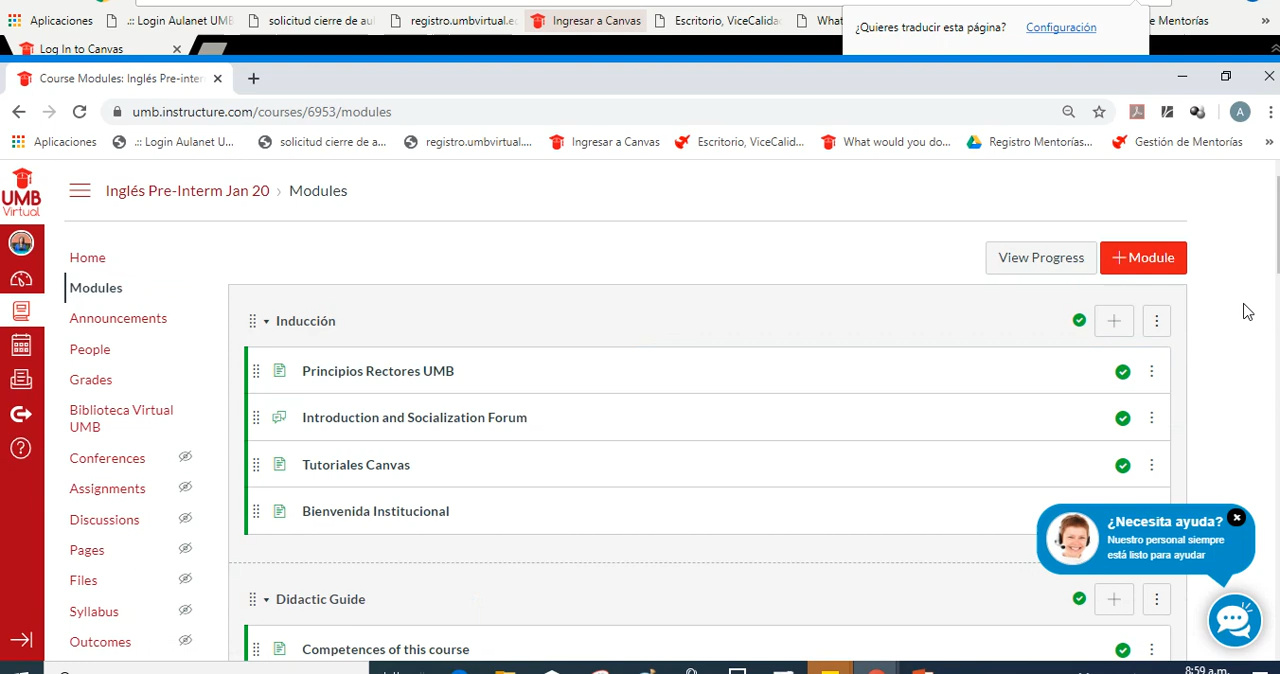 Aplicaciones
.:: Login Aulanet UMB
solicitud cierre de aul
registro.umbvirtual.ec
Ingresar a Canvas
Escritorio, ViceCalidad
What
e Mentorías
»
¿Quieres traducir esta página? Configuración
Log In to Canvas
Course Modules: Inglés Pre-inter
umb.instructure.com/courses/6953/modules
A
Aplicaciones
.:: Login Aulanet U...
solicitud cierre de a...
registro.umbvirtual....
Ingresar a Canvas
Escritorio, ViceCalid...
What would you do...
Registro Mentorías...
Gestión de Mentorías
»
UMB
Virtual
Inglés Pre-Interm Jan 20 › Modules
Home
Modules
Announcements
People
Grades
Biblioteca Virtual
UMB
Conferences
Assignments
Discussions
Pages
Files
Syllabus
Outcomes
View Progress
+ Module
Inducción
Principios Rectores UMB
Introduction and Socialization Forum
Tutoriales Canvas
Bienvenida Institucional
Didactic Guide
Competences of this course
¿Necesita ayuda?
Nuestro personal siempre
está listo para ayudar
8:59 a.m.